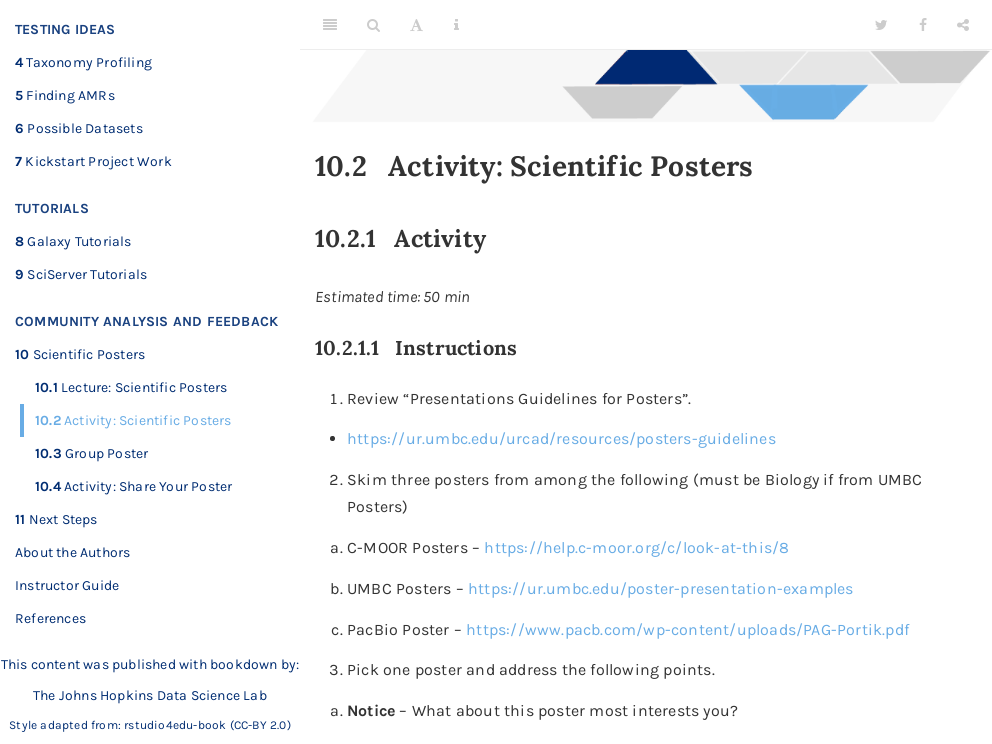 TESTING IDEAS
4 Taxonomy Profiling
5 Finding AMRs
6 Possible Datasets
7 Kickstart Project Work
TUTORIALS
8 Galaxy Tutorials
9 SciServer Tutorials
COMMUNITY ANALYSIS AND FEEDBACK
10 Scientific Posters
10.1 Lecture: Scientific Posters
10.2 Activity: Scientific Posters
10.3 Group Poster
10.4 Activity: Share Your Poster
11 Next Steps
About the Authors
Instructor Guide
References
This content was published with bookdown by:
The Johns Hopkins Data Science Lab
Style adapted from: rstudio4edu-book (CC-BY 2.0)
10.2 Activity: Scientific Posters
10.2.1 Activity
Estimated time: 50 min
10.2.1.1 Instructions
1. Review “Presentations Guidelines for Posters”.
• https://ur.umbc.edu/urcad/resources/posters-guidelines
2. Skim three posters from among the following (must be Biology if from UMBC
Posters)
a. C-MOOR Posters – https://help.c-moor.org/c/look-at-this/8
b. UMBC Posters – https://ur.umbc.edu/poster-presentation-examples
c. PacBio Poster – https://www.pacb.com/wp-content/uploads/PAG-Portik.pdf
3. Pick one poster and address the following points.
a. Notice – What about this poster most interests you?